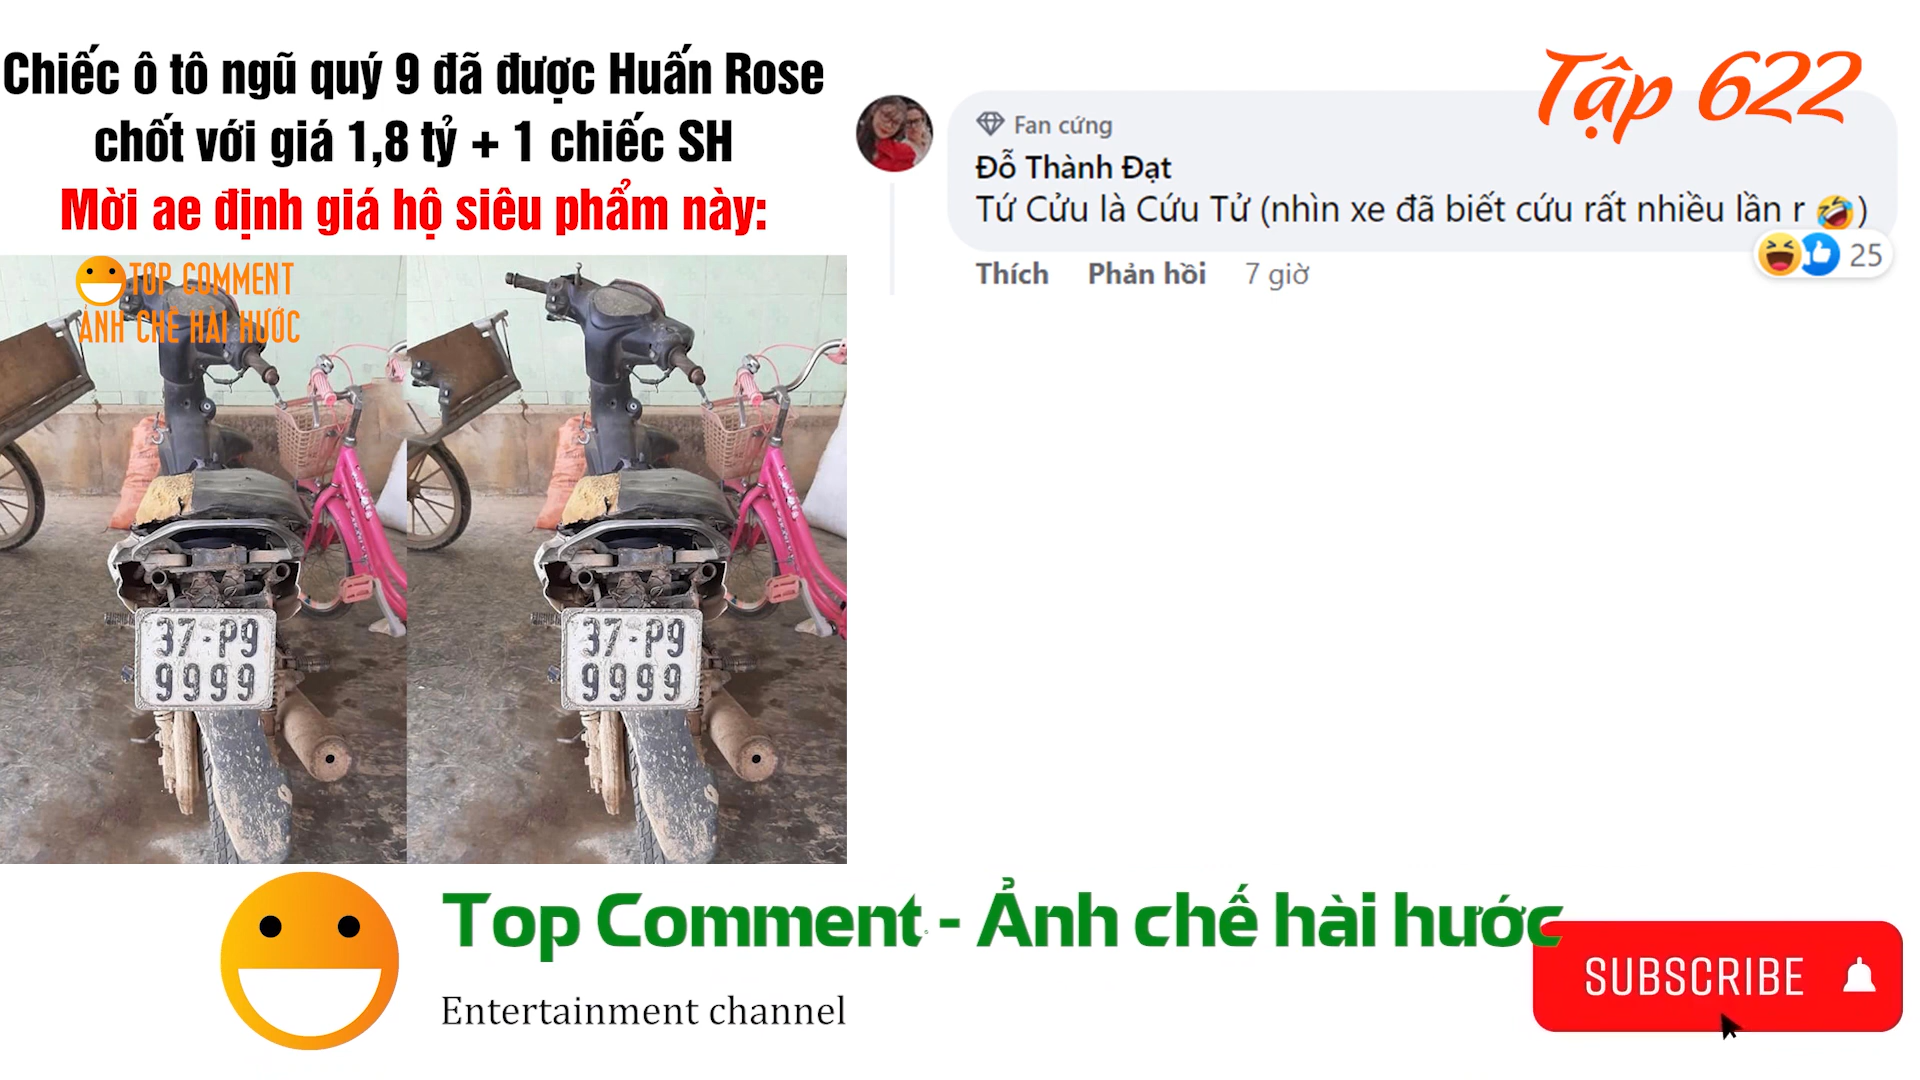 Chiếc ô tô ngũ quý 9 đã được Huấn Rose
chốt với giá 1,8 tỷ + 1 chiếc SH
Mời ae định giá hộ siêu phẩm này:
TOP COMMENT
ẢNH CHẾ HÀI HƯỚC
37-P9
9999
37-P9
9999
Tập 622
Fan cứng
Đỗ Thành Đạt
Tứ Cửu là Cứu Tử (nhìn xe đã biết cứu rất nhiều lần r 🤣)
25
Thích Phản hồi 7 giờ
Top Comment - Ảnh chế hài hước
Entertainment channel
SUBSCRIBE